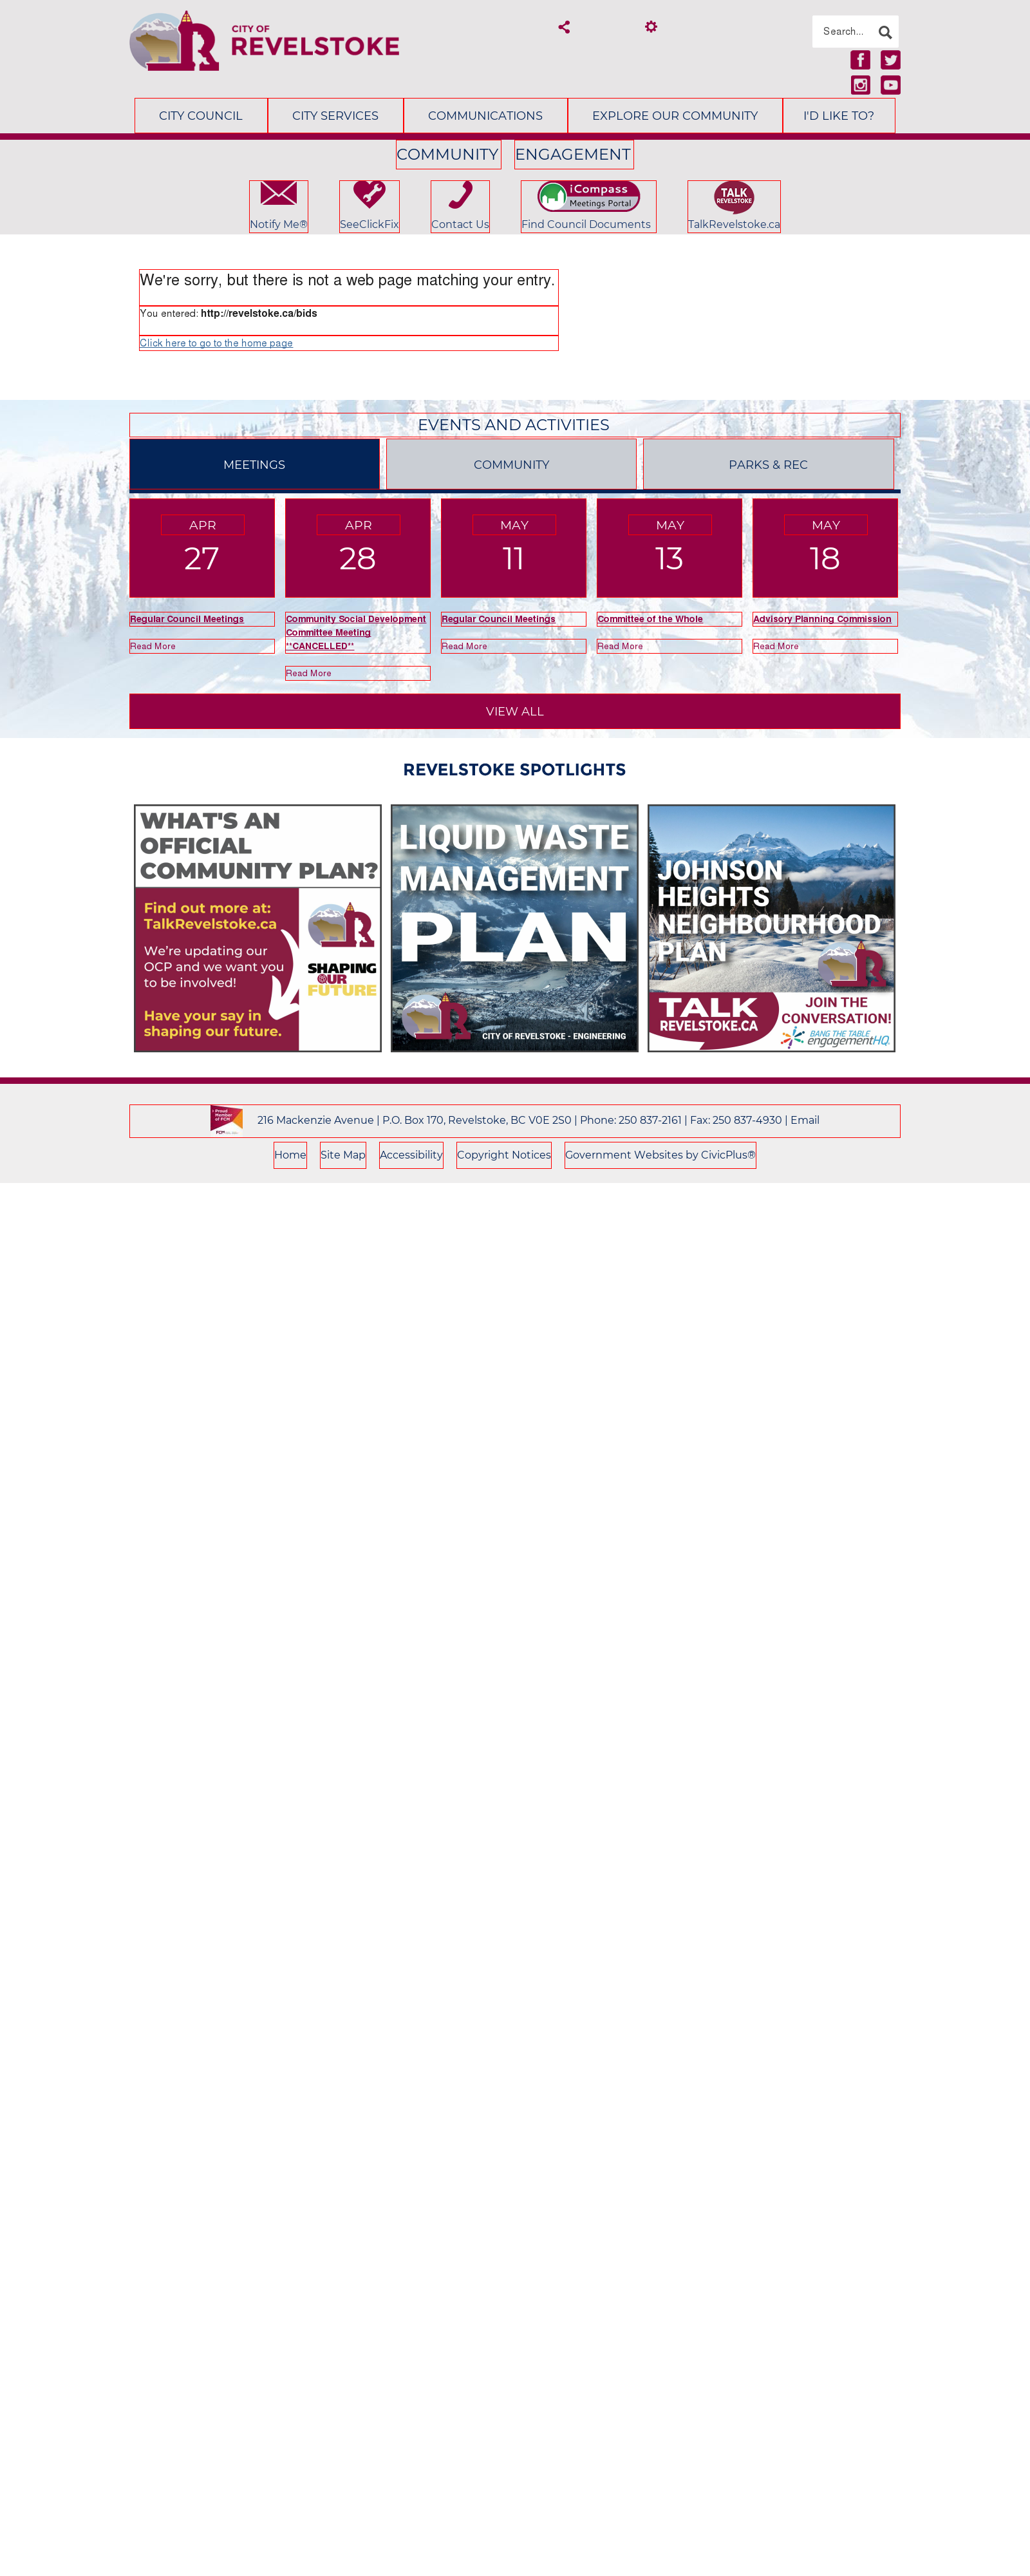 CITY OF
REVELSTOKE
Search...
CITY COUNCIL
CITY SERVICES
COMMUNICATIONS
EXPLORE OUR COMMUNITY
I'D LIKE TO?
COMMUNITY
ENGAGEMENT
iCompass
Meetings Portal
TALK
REVELSTOKE
Notify Me®
SeeClickFix
Contact Us
Find Council Documents
TalkRevelstoke.ca
We're sorry, but there is not a web page matching your entry.
You entered: http://revelstoke.ca/bids
Click here to go to the home page
EVENTS AND ACTIVITIES
MEETINGS
COMMUNITY
PARKS & REC
APR
27
Regular Council Meetings
Read More
APR
28
Community Social Development
Committee Meeting
**CANCELLED**
Read More
MAY
11
Regular Council Meetings
Read More
MAY
13
Committee of the Whole
Read More
MAY
18
Advisory Planning Commission
Read More
VIEW ALL
REVELSTOKE SPOTLIGHTS
WHAT'S AN
OFFICIAL
COMMUNITY PLAN?
Find out more at:
TalkRevelstoke.ca
We're updating our
OCP and we want you
to be involved!
Have your say in
shaping our future.
SHAPING
OUR
FUTURE
LIQUID WASTE
MANAGEMENT
PLAN
CITY OF REVELSTOKE - ENGINEERING
JOHNSON
HEIGHTS
NEIGHBOURHOOD
PLAN
TALK
REVELSTOKE.CA
JOIN THE
CONVERSATION!
BANG THE TABLE
engagementHQ.
Proud
Member
of FCM
FCM
216 Mackenzie Avenue | P.O. Box 170, Revelstoke, BC V0E 2S0 | Phone: 250 837-2161 | Fax: 250 837-4930 | Email
Home
Site Map
Accessibility
Copyright Notices
Government Websites by CivicPlus®